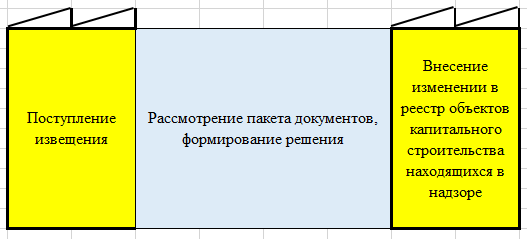 Поступление
извещения
Рассмотрение пакета документов,
формирование решения
Внесение
изменении в
реестр объектов
капитального
строительства
находящихся в
надзоре